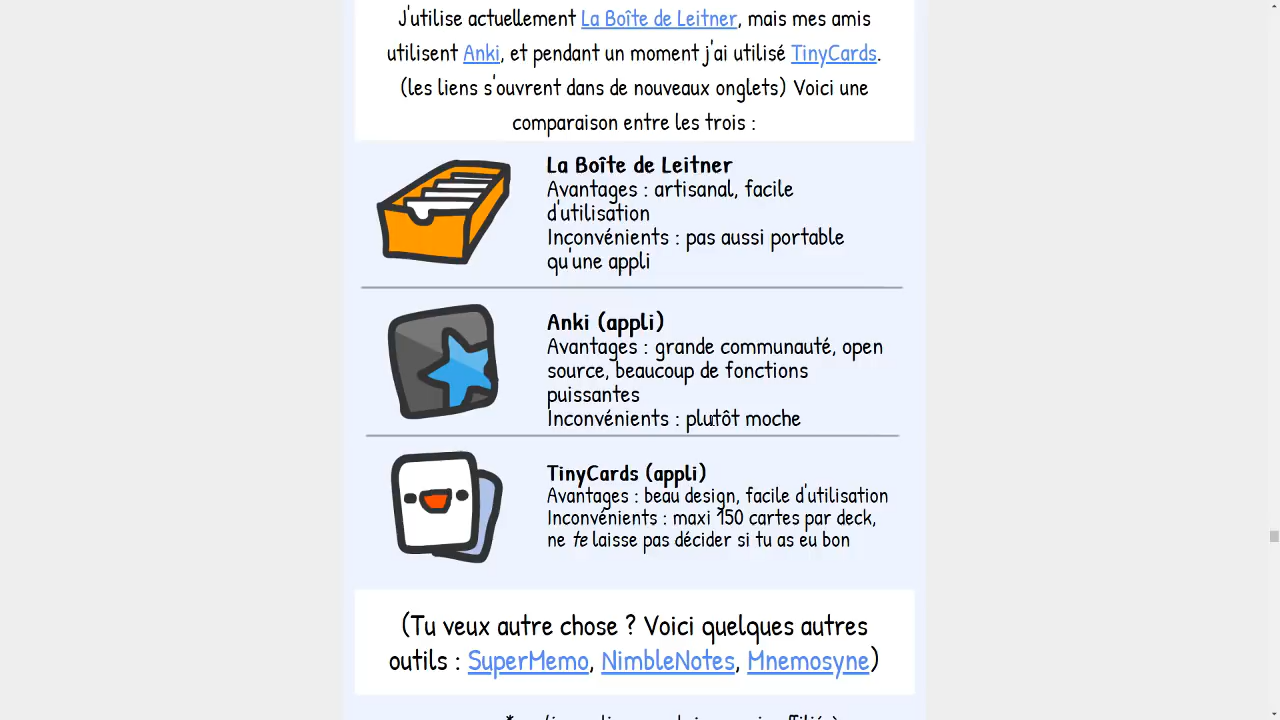 J'utilise actuellement La Boîte de Leitner, mais mes amis
utilisent Anki, et pendant un moment j'ai utilisé TinyCards.
(les liens s'ouvrent dans de nouveaux onglets) Voici une
comparaison entre les trois :
La Boîte de Leitner
Avantages : artisanal, facile
d'utilisation
Inconvénients : pas aussi portable
qu'une appli
Anki (appli)
Avantages : grande communauté, open
source, beaucoup de fonctions
puissantes
Inconvénients : plutôt moche
TinyCards (appli)
Avantages : beau design, facile d'utilisation
Inconvénients : maxi 150 cartes par deck,
ne te laisse pas décider si tu as eu bon
(Tu veux autre chose ? Voici quelques autres
outils : SuperMemo, NimbleNotes, Mnemosyne)